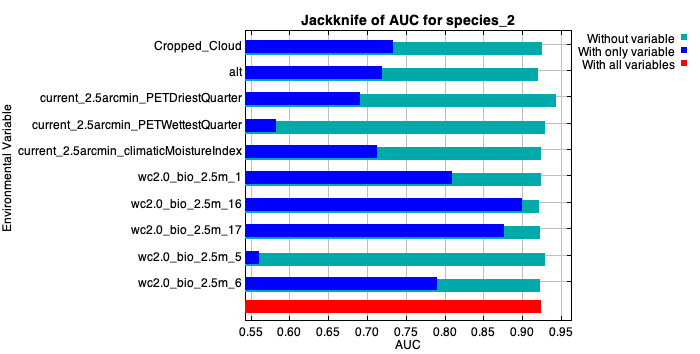 Jackknife of AUC for species_2
Without variable
With only variable
With all variables
Environmental Variable
Cropped_Cloud
alt
current_2.5arcmin_PETDriestQuarter
current_2.5arcmin_PETWettestQuarter
current_2.5arcmin_climaticMoistureIndex
wc2.0_bio_2.5m_1
wc2.0_bio_2.5m_16
wc2.0_bio_2.5m_17
wc2.0_bio_2.5m_5
wc2.0_bio_2.5m_6
0.55 0.60 0.65 0.70 0.75 0.80 0.85 0.90 0.95
AUC